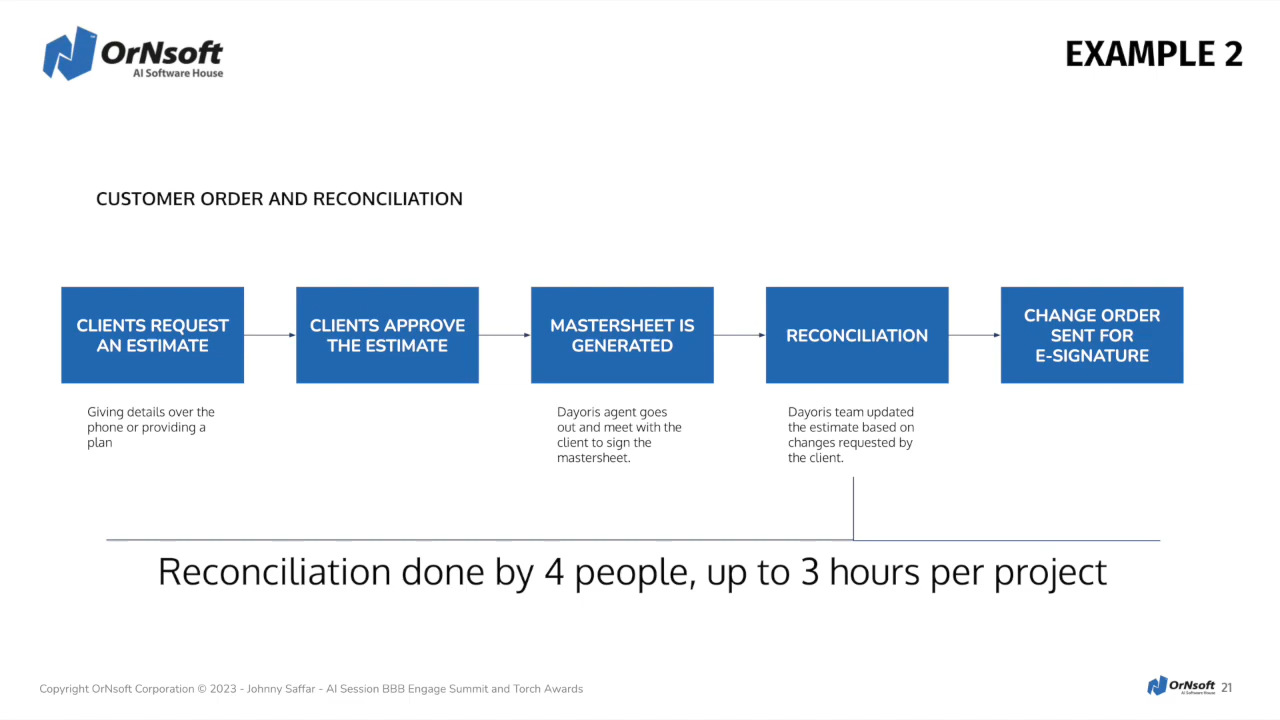 OrNsoft
AI Software House
EXAMPLE 2
CUSTOMER ORDER AND RECONCILIATION
CLIENTS REQUEST
AN ESTIMATE
CLIENTS APPROVE
THE ESTIMATE
MASTERSHEET IS
GENERATED
RECONCILIATION
CHANGE ORDER
SENT FOR
E-SIGNATURE
Giving details over the
phone or providing a
plan
Dayoris agent goes
out and meet with the
client to sign the
mastersheet.
Dayoris team updated
the estimate based on
changes requested by
the client.
Reconciliation done by 4 people, up to 3 hours per project
Copyright OrNsoft Corporation © 2023 - Johnny Saffar - AI Session BBB Engage Summit and Torch Awards
OrNsoft
AI Software House
21